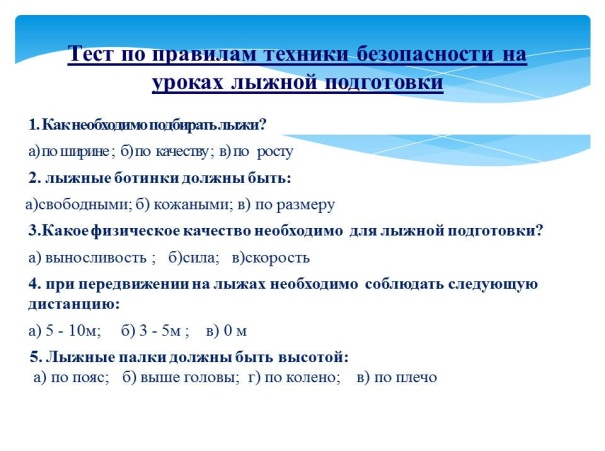 Тест по правилам техники безопасности на
уроках лыжной подготовки
1. Как необходимо подбирать лыжи?
а) по ширине ; б) по качеству; в) по росту
2. лыжные ботинки должны быть:
а)свободными; б) кожаными; в) по размеру
3.Какое физическое качество необходимо для лыжной подготовки?
а) выносливость ; б)сила; в)скорость
4. при передвижении на лыжах необходимо соблюдать следующую
дистанцию:
а) 5 - 10м; б) 3 - 5м ; в) 0 м
5. Лыжные палки должны быть высотой:
а) по пояс; б) выше головы; г) по колено; в) по плечо